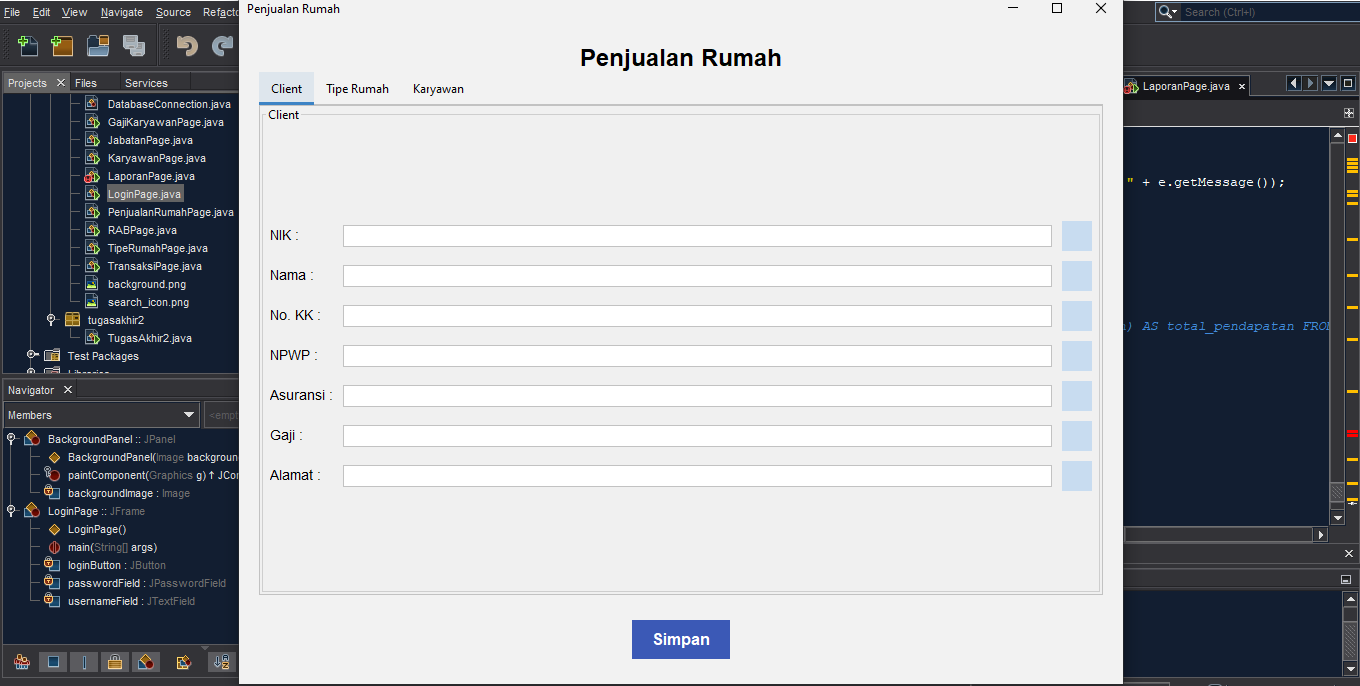 File Edit View Navigate Source Refacto
Penjualan Rumah
Search (Ctrl+I)
Projects Files Services
DatabaseConnection.java
GajiKaryawanPage.java
JabatanPage.java
KaryawanPage.java
LaporanPage.java
LoginPage.java
PenjualanRumahPage.java
RABPage.java
TipeRumahPage.java
TransaksiPage.java
background.png
search_icon.png
tugasakhir2
TugasAkhir2.java
Test Packages
Libraries
Navigator
Members
<empt
BackgroundPanel :: JPanel
BackgroundPanel(Image backgroun
paintComponent(Graphics g) ↑ JCon
backgroundImage : Image
LoginPage :: JFrame
LoginPage()
main(String[] args)
loginButton : JButton
passwordField : JPasswordField
usernameField : JTextField
Penjualan Rumah
Client Tipe Rumah Karyawan
Client
NIK :
Nama :
No. KK :
NPWP :
Asuransi :
Gaji :
Alamat :
Simpan
LaporanPage.java
" + e.getMessage());
) AS total_pendapatan FROM